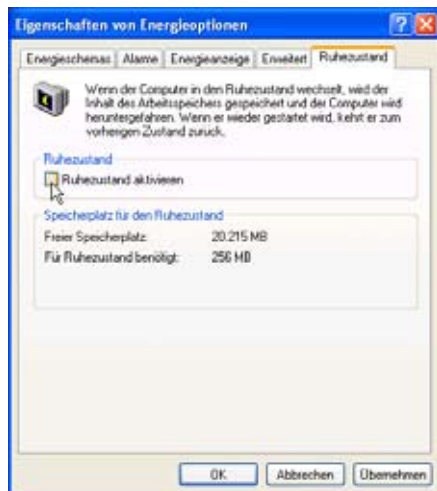 Eigenschaften von Energieoptionen
Energieschemas Alarme Energieanzeige Erweitert Ruhezustand
Wenn der Computer in den Ruhezustand wechselt, wird der
Inhalt des Arbeitsspeichers gespeichert und der Computer wird
heruntergefahren. Wenn er wieder gestartet wird, kehrt er zum
vorherigen Zustand zurück.
Ruhezustand
Ruhezustand aktivieren
Speicherplatz für den Ruhezustand
Freier Speicherplatz: 20.215 MB
Für Ruhezustand benötigt: 256 MB
OK Abbrechen Übernehmen